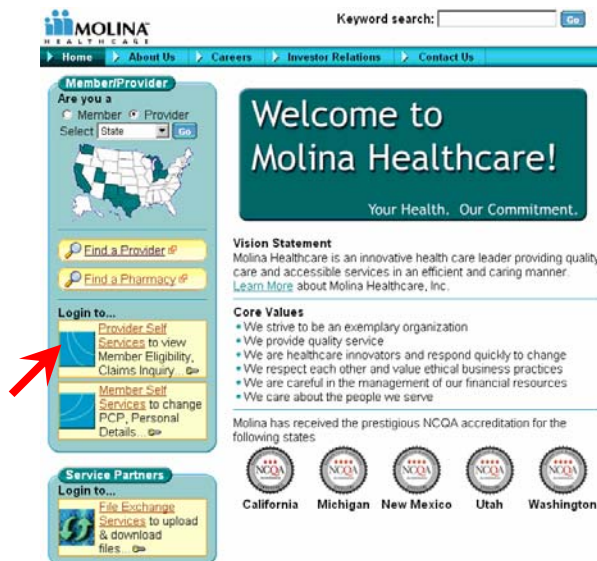 MOLINA™
HEALTHCARE
Keyword search:
Go
Home
About Us
Careers
Investor Relations
Contact Us
Member/Provider
Are you a
Member Provider
Select State Go
Find a Provider
Find a Pharmacy
Login to...
Provider Self
Services to view
Member Eligibility,
Claims Inquiry...
Member Self
Services to change
PCP, Personal
Details...
Service Partners
Login to...
File Exchange
Services to upload
& download
files...
Welcome to
Molina Healthcare!
Your Health. Our Commitment.
Vision Statement
Molina Healthcare is an innovative health care leader providing quality
care and accessible services in an efficient and caring manner.
Learn More about Molina Healthcare, Inc.
Core Values
• We strive to be an exemplary organization
• We provide quality service
• We are healthcare innovators and respond quickly to change
• We respect each other and value ethical business practices
• We are careful in the management of our financial resources
• We care about the people we serve
Molina has received the prestigious NCQA accreditation for the
following states
NCQA
NCQA
NCQA
NCQA
NCQA
California Michigan New Mexico Utah Washington